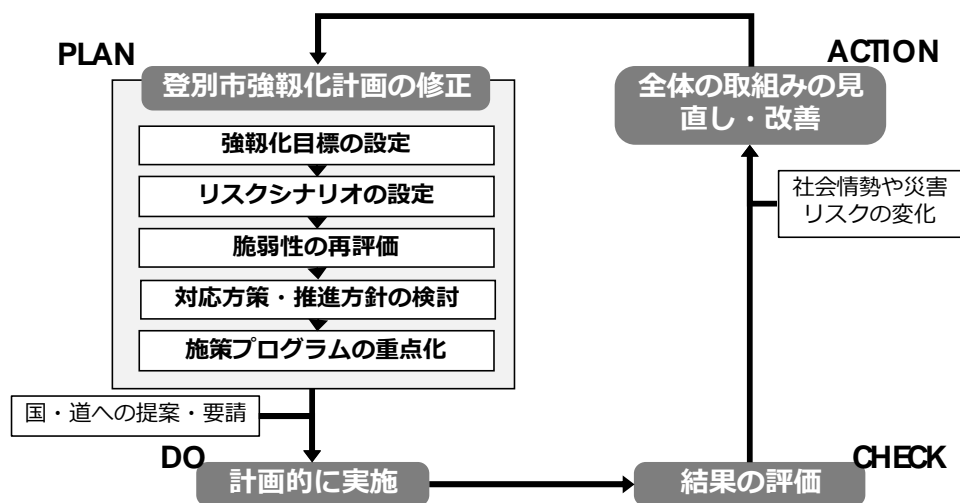 PLAN
登別市強靱化計画の修正
強靱化目標の設定
リスクシナリオの設定
脆弱性の再評価
対応方策・推進方針の検討
施策プログラムの重点化
国・道への提案・要請
DO
計画的に実施
ACTION
全体の取組みの見
直し・改善
社会情勢や災害
リスクの変化
結果の評価
CHECK